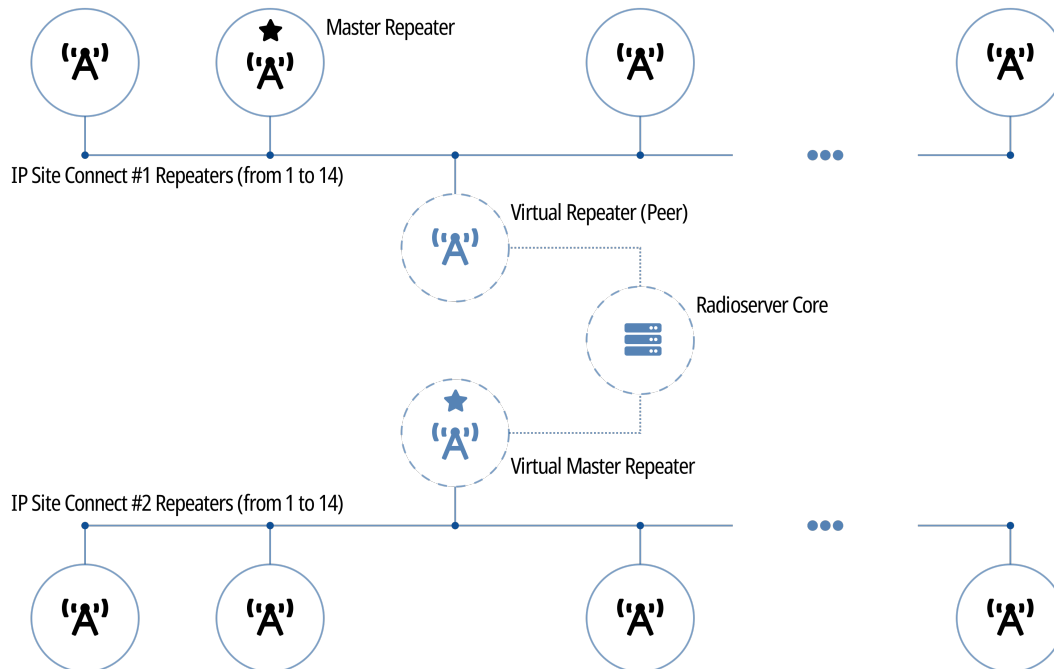 Master Repeater
IP Site Connect #1 Repeaters (from 1 to 14)
Virtual Repeater (Peer)
Radioserver Core
Virtual Master Repeater
IP Site Connect #2 Repeaters (from 1 to 14)